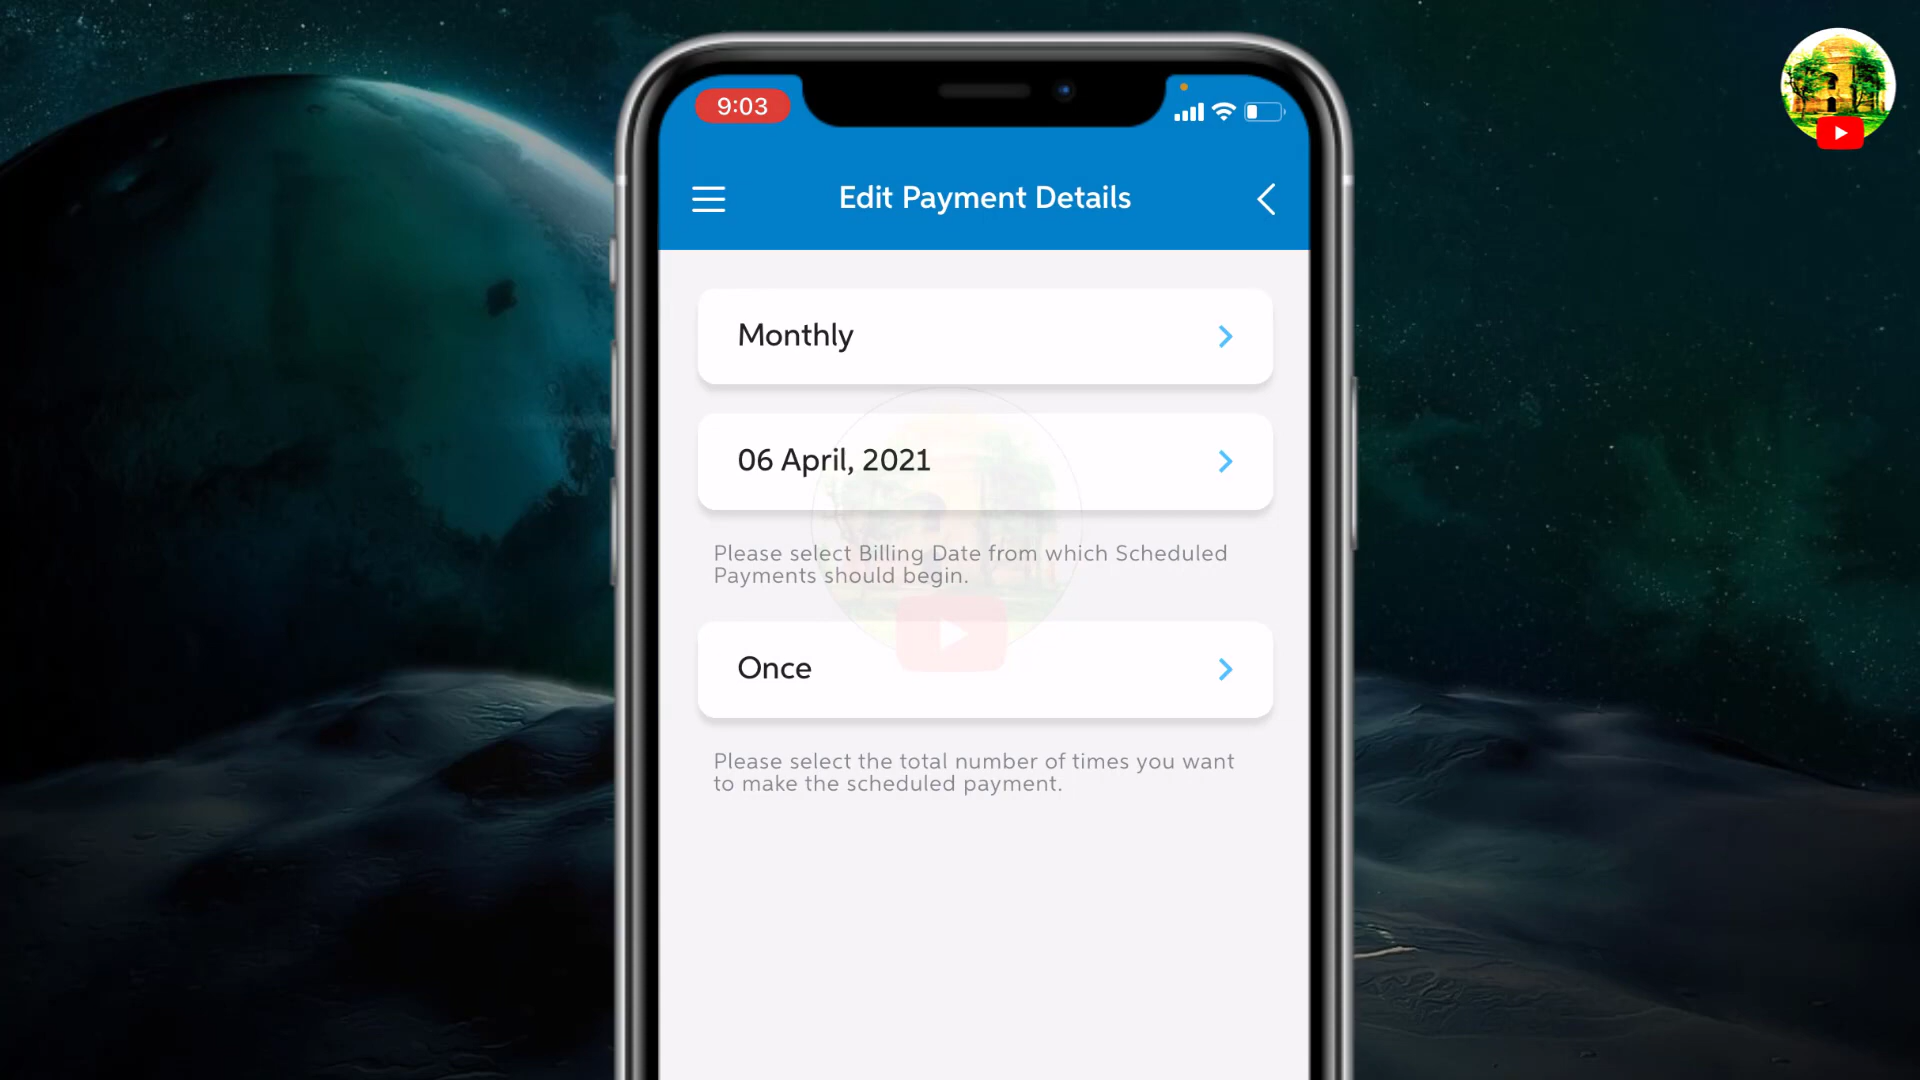 9:03
Edit Payment Details
Monthly
06 April, 2021
Please select Billing Date from which Scheduled
Payments should begin.
Once
Please select the total number of times you want
to make the scheduled payment.